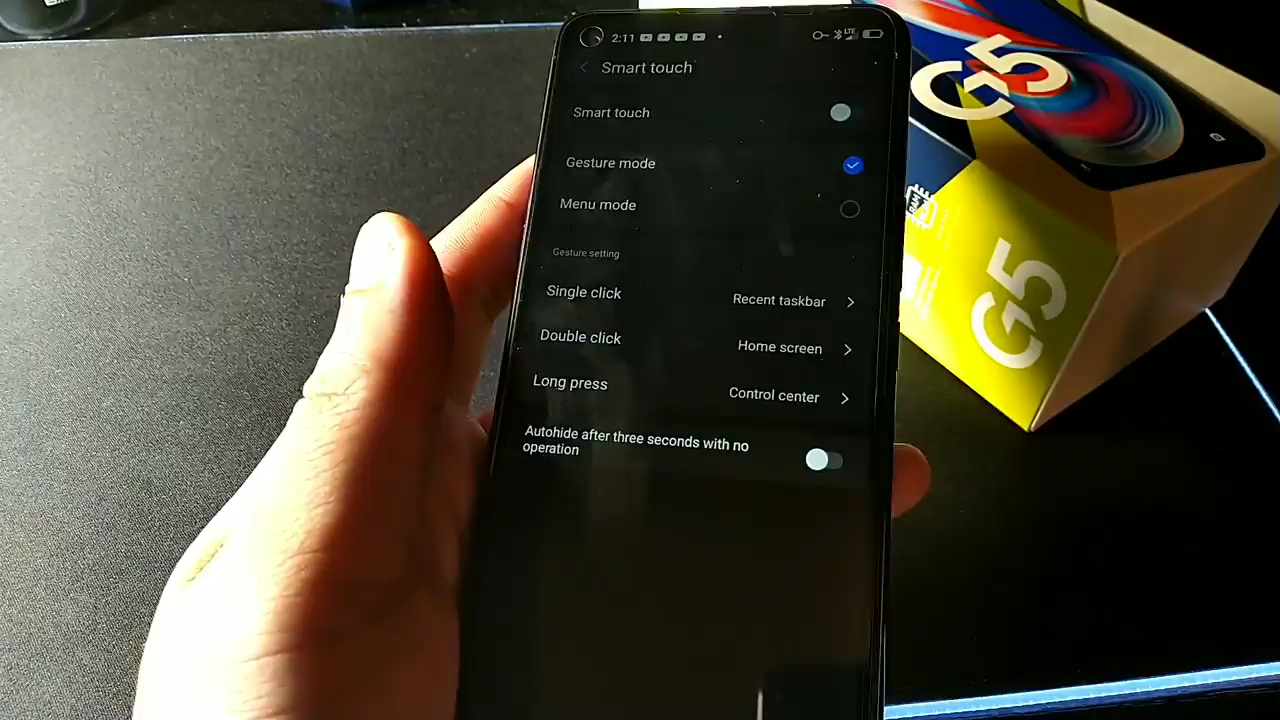 2:11
LTE
Smart touch
Smart touch
Gesture mode
Menu mode
Gesture setting
Single click
Recent taskbar
Double click
Home screen
Long press
Control center
Autohide after three seconds with no
operation
G5
G5